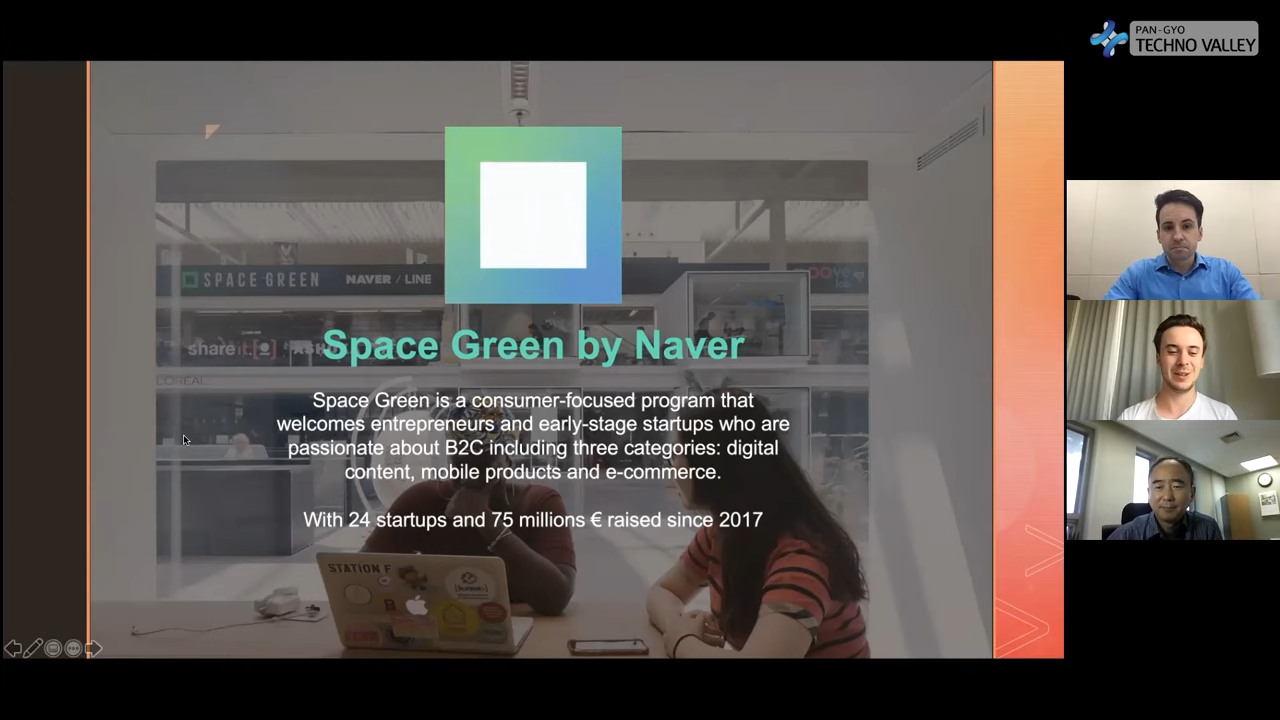 PAN-GYO
TECHNO VALLEY
SPACE GREEN
NAVER / LINE
share it.
L'OREAL
Space Green by Naver
Space Green is a consumer-focused program that
welcomes entrepreneurs and early-stage startups who are
passionate about B2C including three categories: digital
content, mobile products and e-commerce.
With 24 startups and 75 millions € raised since 2017
STATION F